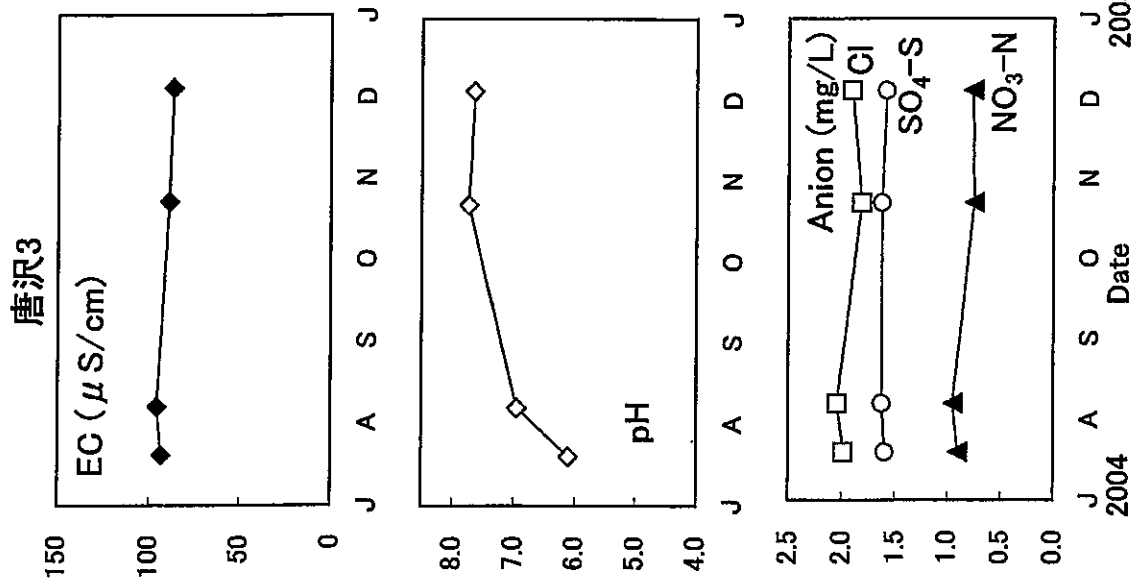 唐沢3
EC (μS/cm)
150
100
50
0
J A S O N D J
pH
8.0
7.0
6.0
5.0
4.0
J A S O N D J
Anion (mg/L)
Cl
SO₄-S
NO₃-N
2.5
2.0
1.5
1.0
0.5
0.0
J A S O N D J
2004 Date 200